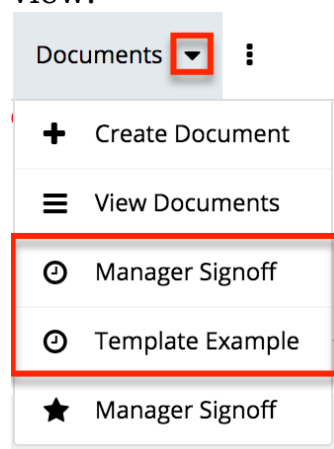 view.
Documents
Create Document
View Documents
Manager Signoff
Template Example
Manager Signoff